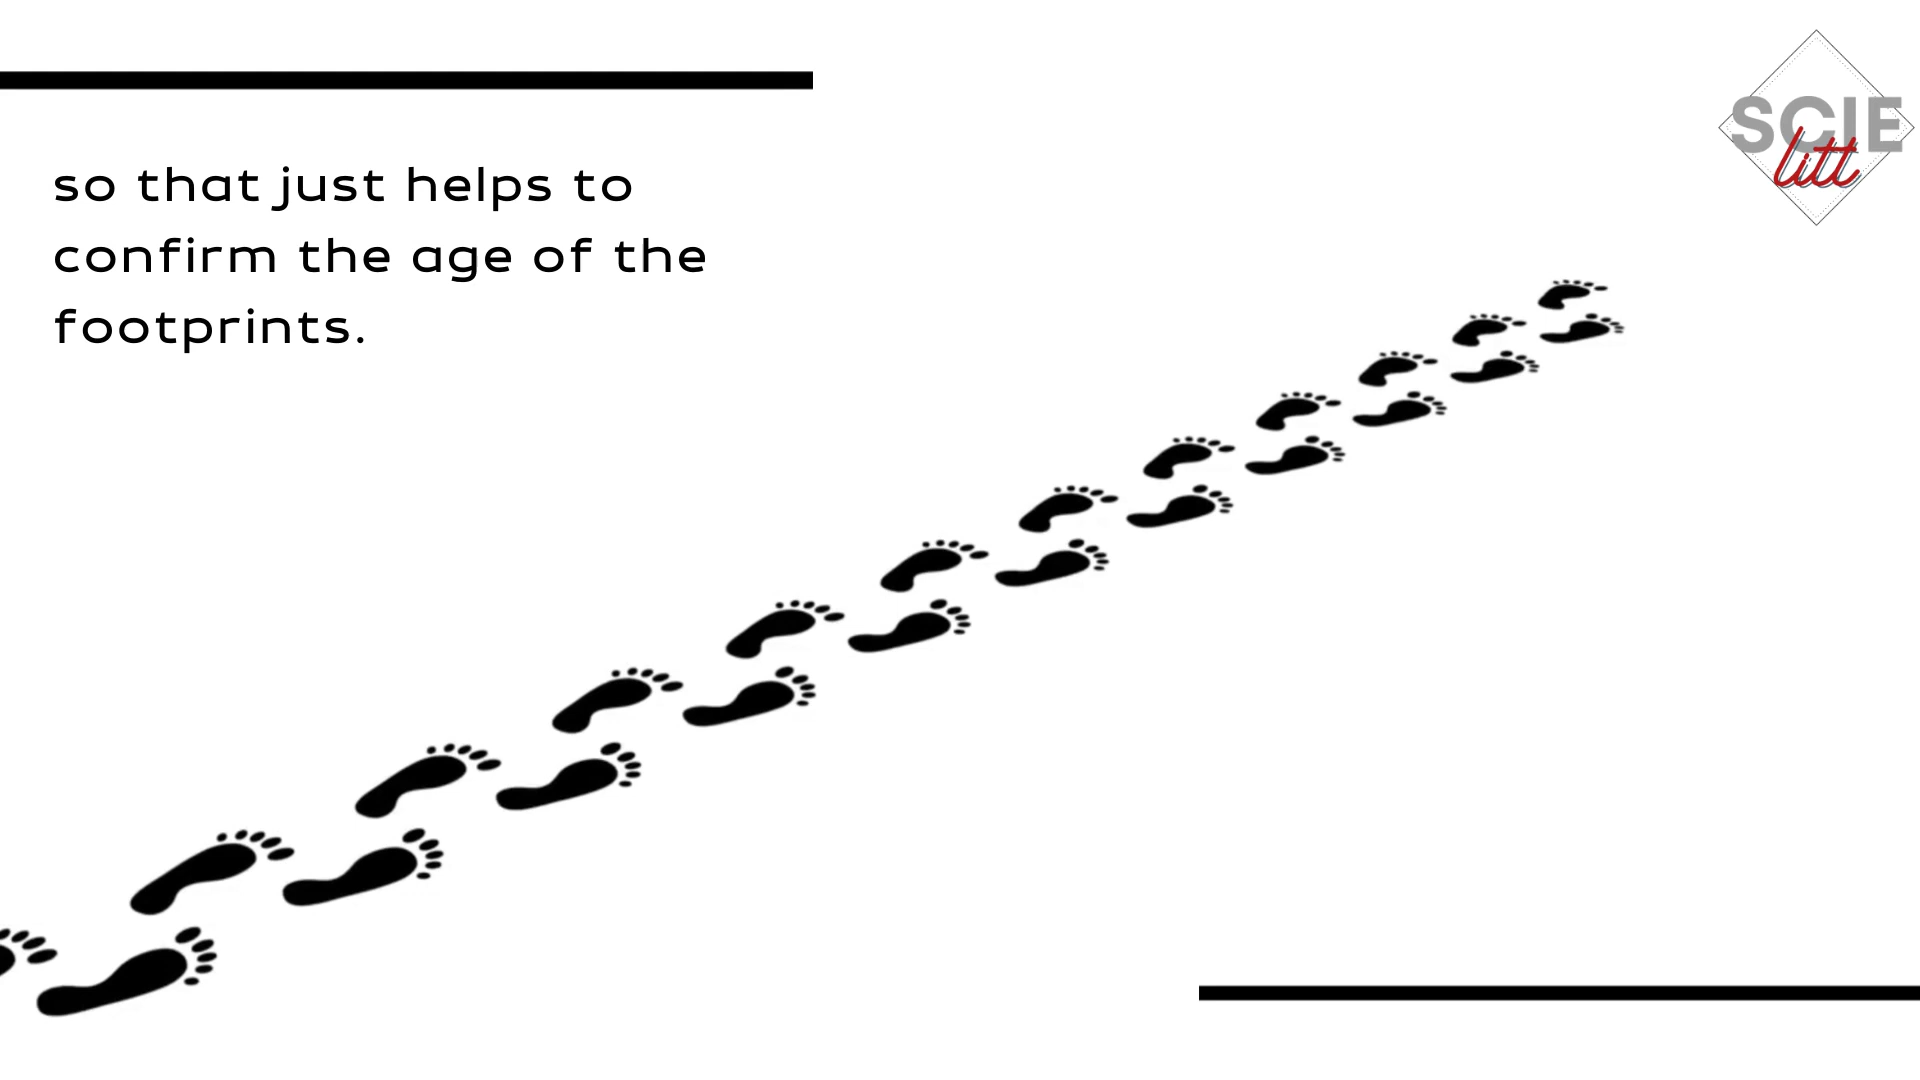 so that just helps to
confirm the age of the
footprints.
SCIE
litt